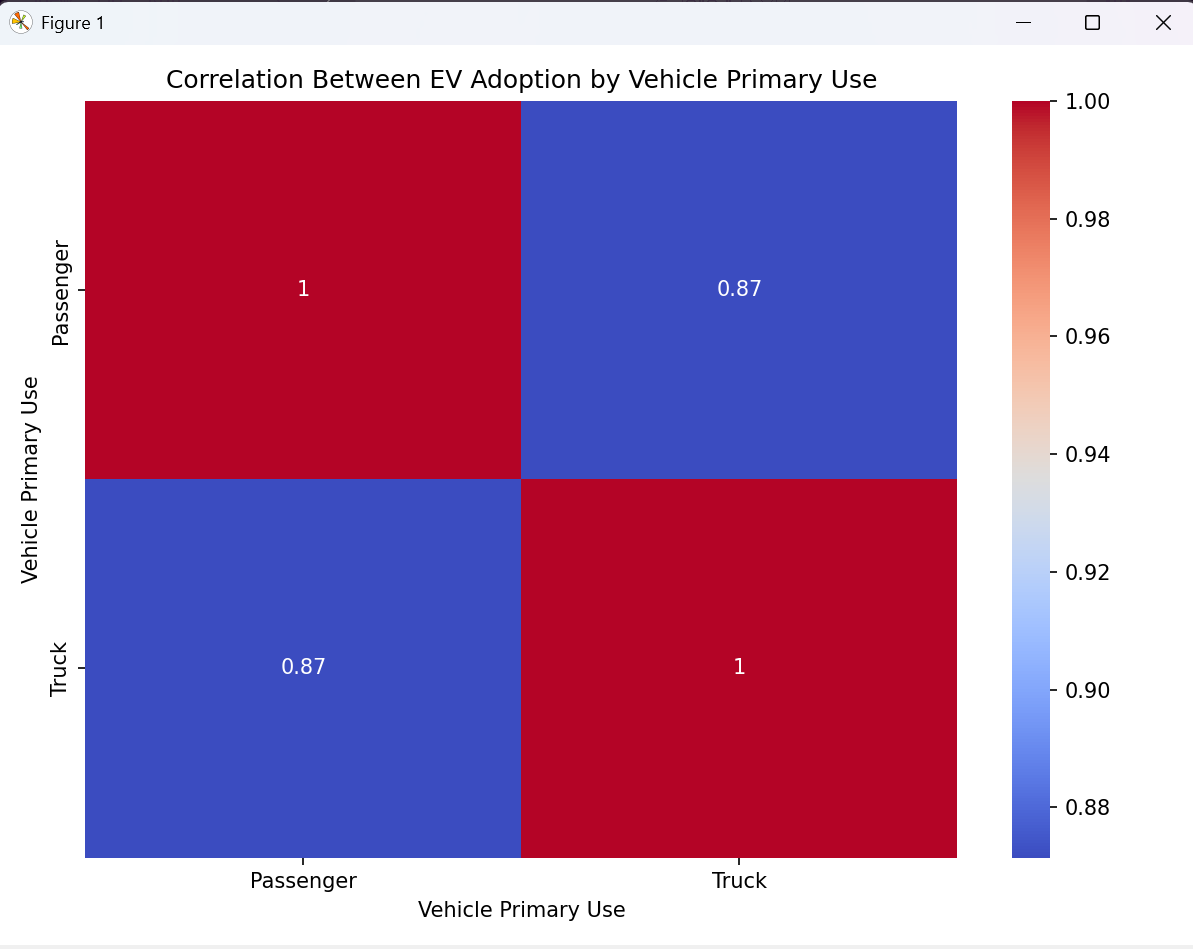 Figure 1
Correlation Between EV Adoption by Vehicle Primary Use
Vehicle Primary Use
Passenger
Truck
1
0.87
0.87
1
Passenger
Truck
Vehicle Primary Use
1.00
0.98
0.96
0.94
0.92
0.90
0.88